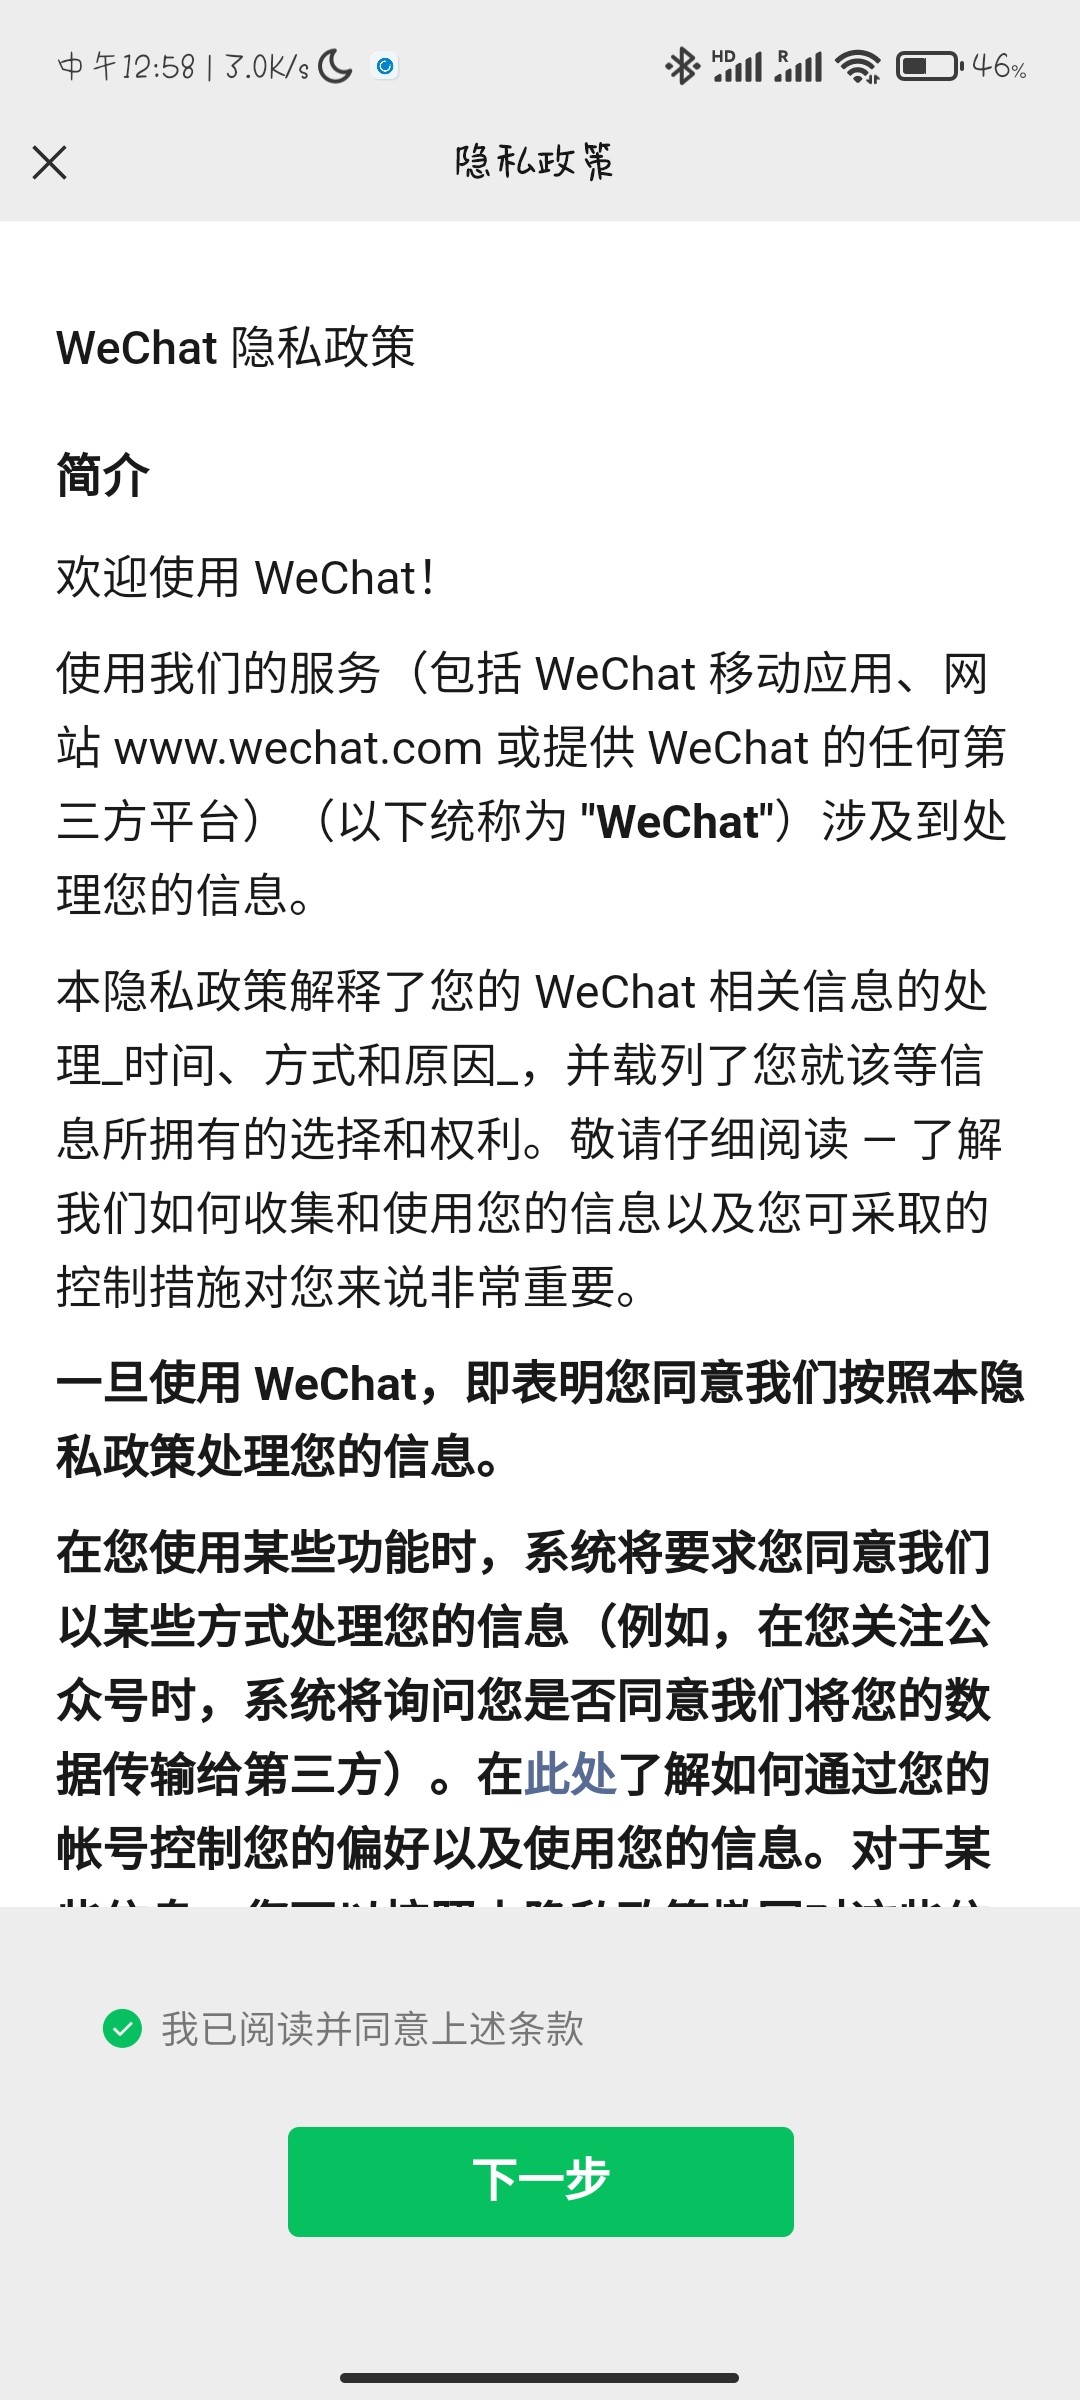 中午12:58 | 3.0K/s
HD
R
46%
隐私政策
WeChat 隐私政策
简介
欢迎使用 WeChat！
使用我们的服务（包括 WeChat 移动应用、网
站 www.wechat.com 或提供 WeChat 的任何第
三方平台）（以下统称为 "WeChat"）涉及到处
理您的信息。
本隐私政策解释了您的 WeChat 相关信息的处
理_时间、方式和原因_，并载列了您就该等信
息所拥有的选择和权利。敬请仔细阅读 – 了解
我们如何收集和使用您的信息以及您可采取的
控制措施对您来说非常重要。
一旦使用 WeChat，即表明您同意我们按照本隐
私政策处理您的信息。
在您使用某些功能时，系统将要求您同意我们
以某些方式处理您的信息（例如，在您关注公
众号时，系统将询问您是否同意我们将您的数
据传输给第三方）。在此处了解如何通过您的
帐号控制您的偏好以及使用您的信息。对于某
我已阅读并同意上述条款
下一步